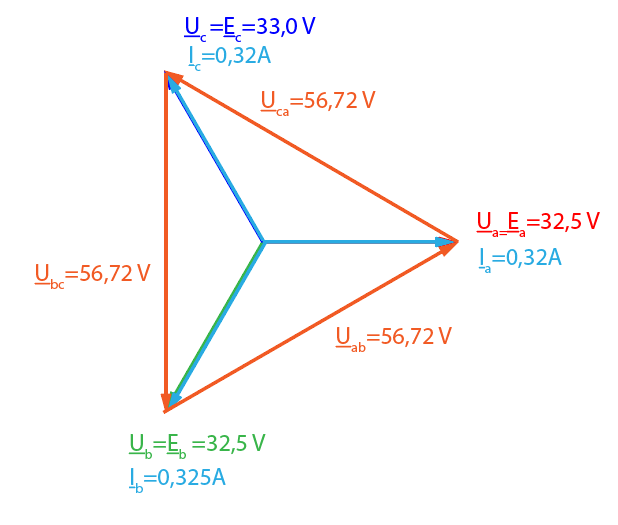 U_c=E_c=33,0 V
I_c=0,32A
U_ca=56,72 V
U_a=E_a=32,5 V
I_a=0,32A
U_bc=56,72 V
U_ab=56,72 V
U_b=E_b =32,5 V
I_b=0,325A